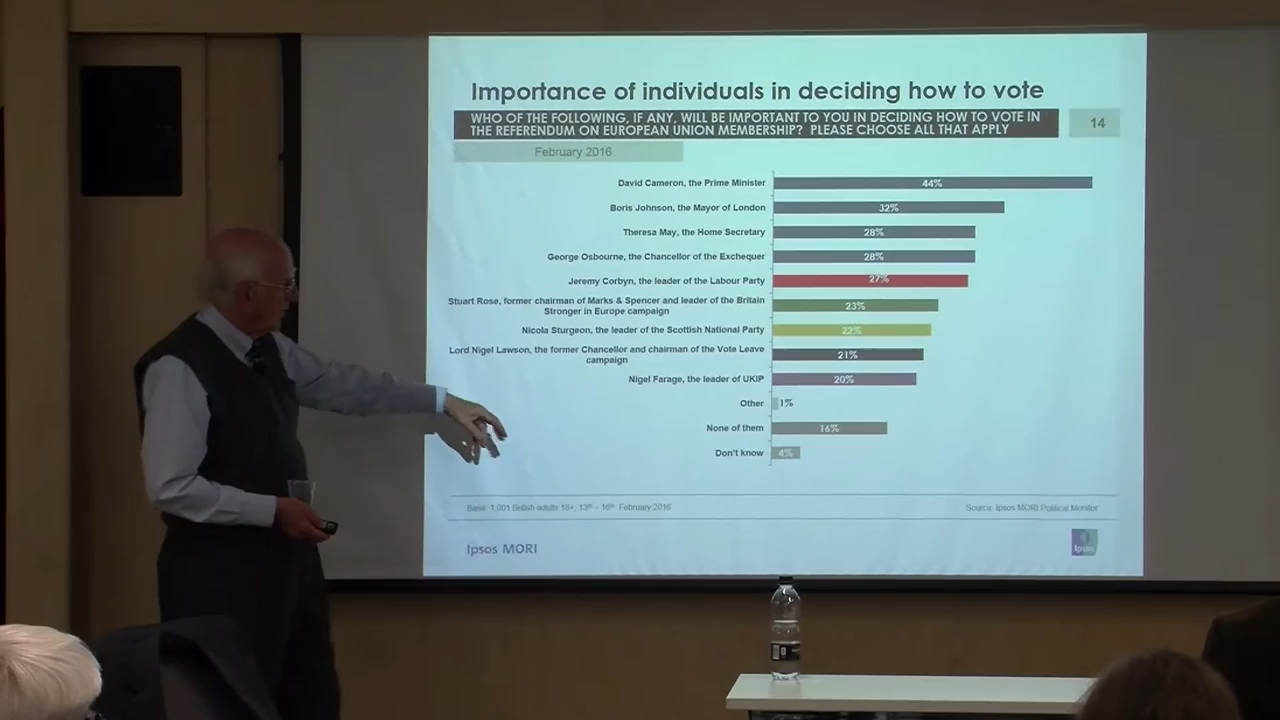 Importance of individuals in deciding how to vote
WHO OF THE FOLLOWING, IF ANY, WILL BE IMPORTANT TO YOU IN DECIDING HOW TO VOTE IN
THE REFERENDUM ON EUROPEAN UNION MEMBERSHIP? PLEASE CHOOSE ALL THAT APPLY
14
February 2016
David Cameron, the Prime Minister 44%
Boris Johnson, the Mayor of London 32%
Theresa May, the Home Secretary 28%
George Osbourne, the Chancellor of the Exchequer 28%
Jeremy Corbyn, the leader of the Labour Party 27%
Stuart Rose, former chairman of Marks & Spencer and leader of the Britain
Stronger in Europe campaign 23%
Nicola Sturgeon, the leader of the Scottish National Party 22%
Lord Nigel Lawson, the former Chancellor and chairman of the Vote Leave
campaign 21%
Nigel Farage, the leader of UKIP 20%
Other 1%
None of them 16%
Don't know 4%
Base: 1,001 British adults 18+, 13th – 16th February 2016
Source: Ipsos MORI Political Monitor
Ipsos MORI
Ipsos